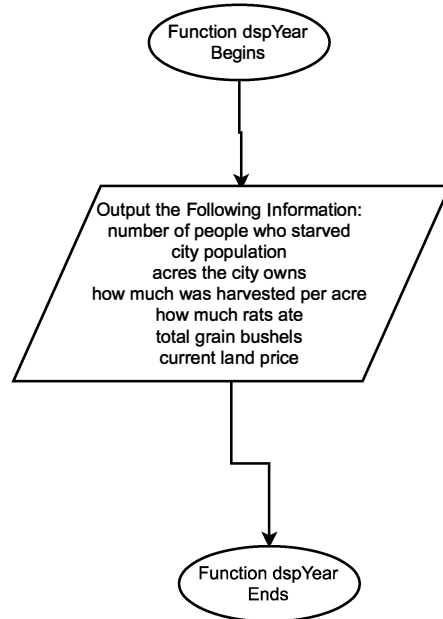 Function dspYear
Begins
Output the Following Information:
number of people who starved
city population
acres the city owns
how much was harvested per acre
how much rats ate
total grain bushels
current land price
Function dspYear
Ends